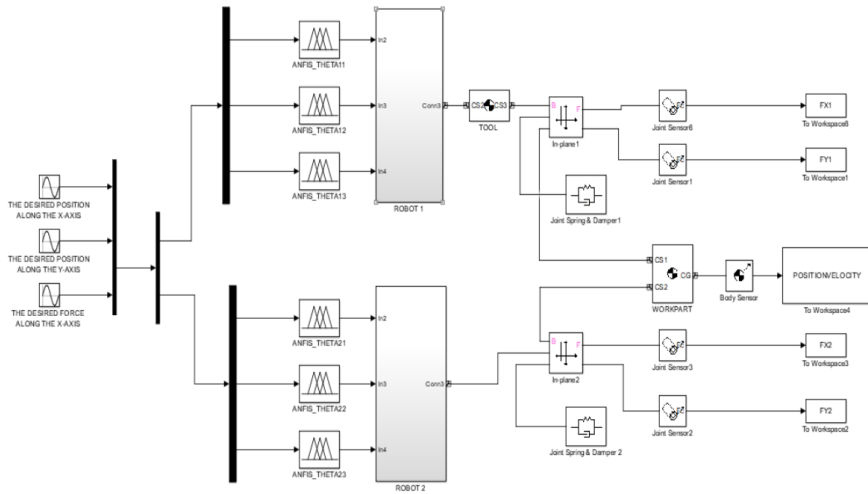 In2
ANFIS_THETA11
In3
Conn3
ANFIS_THETA12
In4
ANFIS_THETA13
ROBOT 1
CS2
CS3
TOOL
B
F
In-plane1
Joint Sensor6
FX1
To Workspace5
Joint Sensor1
FY1
To Workspace1
Joint Spring & Damper1
THE DESIRED POSITION
ALONG THE X-AXIS
THE DESIRED POSITION
ALONG THE Y-AXIS
THE DESIRED FORCE
ALONG THE X-AXIS
CS1
CG
CS2
WORKPART
Body Sensor
POSITIONVELOCITY
To Workspace4
In2
ANFIS_THETA21
In3
Conn3
ANFIS_THETA22
In4
ANFIS_THETA23
ROBOT 2
B
F
In-plane2
Joint Sensor3
FX2
To Workspace3
Joint Sensor2
FY2
To Workspace2
Joint Spring & Damper 2